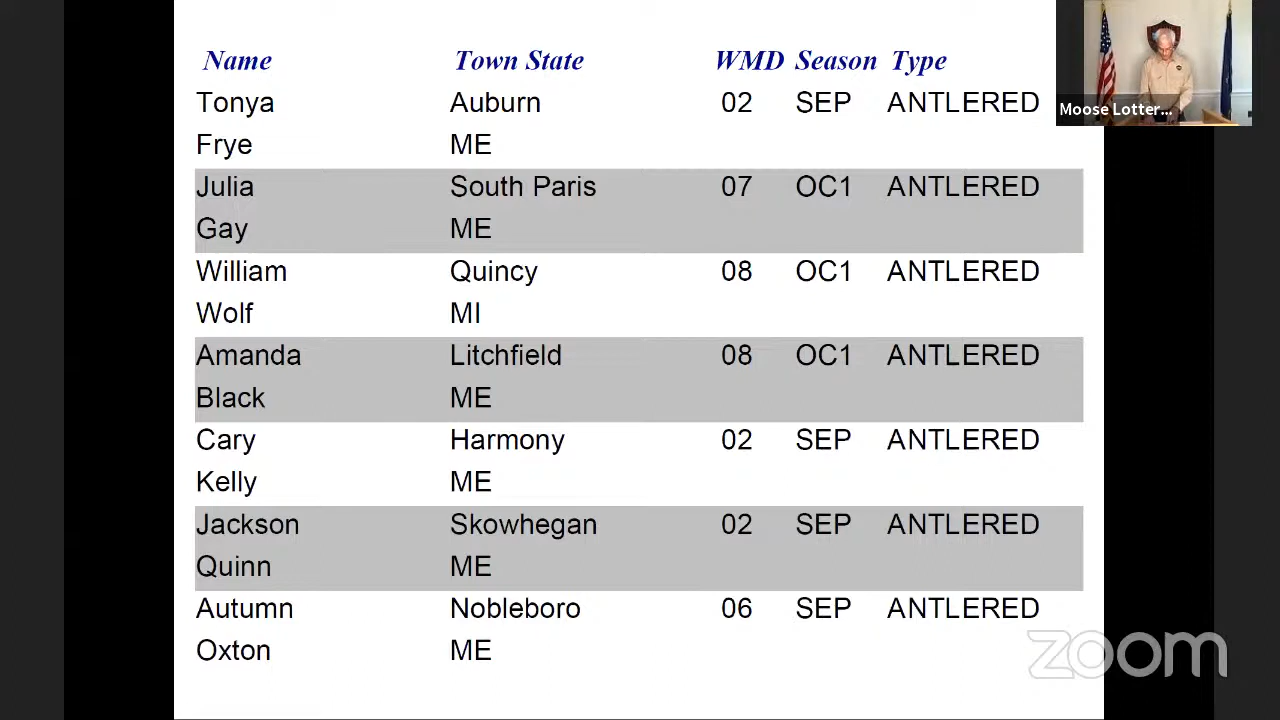 Name Town State WMD Season Type
Tonya Auburn 02 SEP ANTLERED
Frye ME
Julia South Paris 07 OC1 ANTLERED
Gay ME
William Quincy 08 OC1 ANTLERED
Wolf MI
Amanda Litchfield 08 OC1 ANTLERED
Black ME
Cary Harmony 02 SEP ANTLERED
Kelly ME
Jackson Skowhegan 02 SEP ANTLERED
Quinn ME
Autumn Nobleboro 06 SEP ANTLERED
Oxton ME
Moose Lotter...
zoom